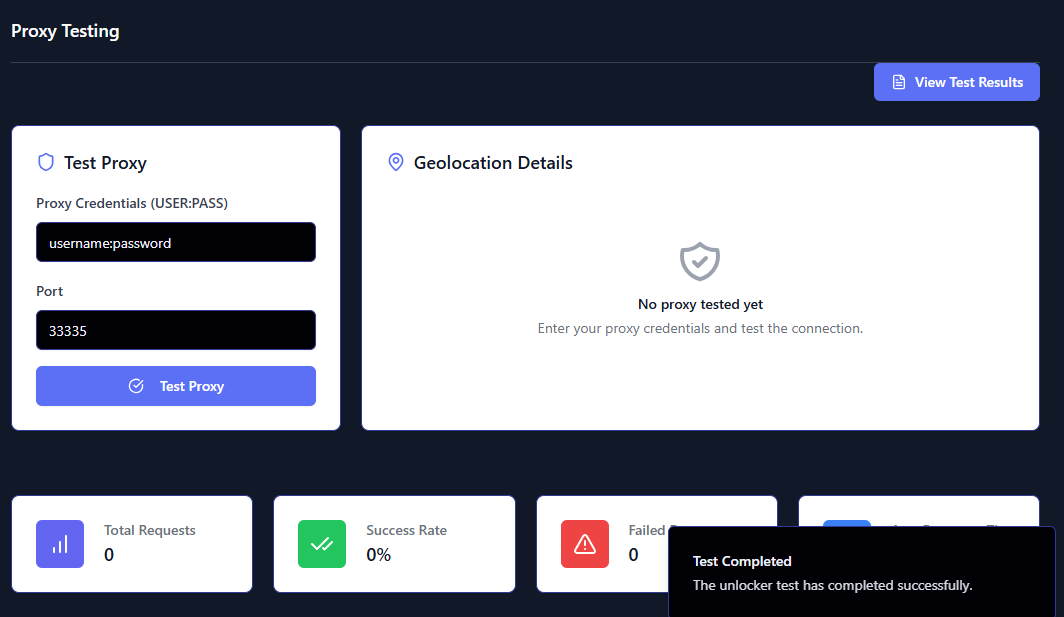 Proxy Testing
View Test Results
Test Proxy
Proxy Credentials (USER:PASS)
username:password
Port
33335
Test Proxy
Geolocation Details
No proxy tested yet
Enter your proxy credentials and test the connection.
Total Requests
0
Success Rate
0%
Failed
0
Test Completed
The unlocker test has completed successfully.